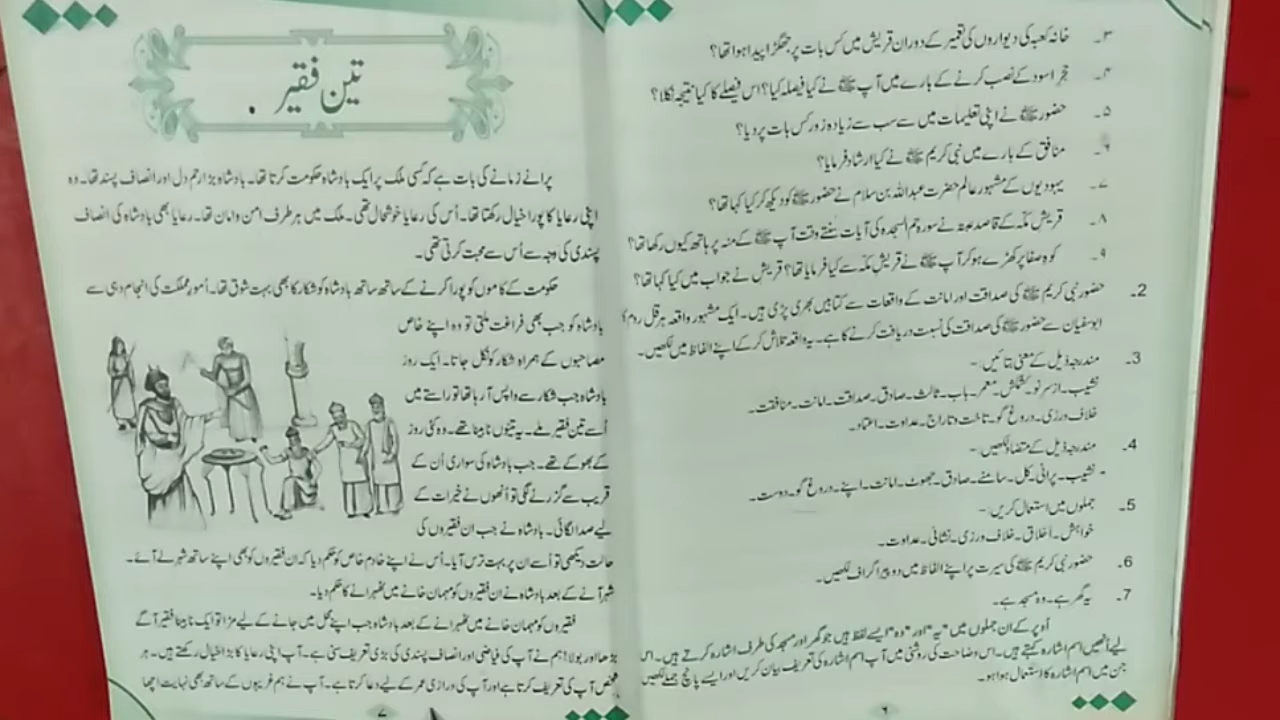 ۳۔ خانہ کعبہ کی دیواروں کی تعمیر کے دوران قریش میں کس بات پر جھگڑا پیدا ہوا تھا؟
۴۔ حجر اسود کے نصب کرنے کے بارے میں آپ ﷺ نے کیا فیصلہ کیا؟ اس فیصلے کا کیا نتیجہ نکلا؟
۵۔ حضور ﷺ نے اپنی تعلیمات میں سے سب سے زیادہ زور کس بات پر دیا؟
۶۔ منافق کے بارے میں نبی کریم ﷺ نے کیا ارشاد فرمایا؟
۷۔ یہودیوں کے مشہور عالم حضرت عبداللہ بن سلام نے حضور ﷺ کو دیکھ کر کیا کہا تھا؟
۸۔ قریشِ مکّہ کے قاصد عتبہ نے سورہ حم السجدہ کی آیات سنتے وقت آپ ﷺ کے منہ پر ہاتھ کیوں رکھا تھا؟
۹۔ کوہِ صفا پر کھڑے ہو کر آپ ﷺ نے قریشِ مکّہ سے کیا فرمایا تھا؟ قریش نے جواب میں کیا کہا تھا؟
2۔ حضور نبی کریم ﷺ کی صداقت اور امانت کے واقعات سے کتابیں بھری پڑی ہیں۔ ایک مشہور واقعہ ہرقل روم کا
ابوسفیان سے حضور ﷺ کی صداقت کی نسبت دریافت کرنے کا ہے۔ یہ واقعہ تلاش کر کے اپنے الفاظ میں لکھیں۔
3۔ مندرجہ ذیل کے معنی بتائیں:-
نشیب۔ از سرِ نو۔ کشمکش۔ معمر۔ باب۔ ثالث۔ صادق۔ صداقت۔ امانت۔ منافقت۔
خلاف ورزی۔ دروغ گو۔ تاخت و تاراج۔ عداوت۔ اعتماد۔
4۔ مندرجہ ذیل کے متضاد لکھیں:-
نشیب۔ پرانی۔ کل۔ سامنے۔ صادق۔ جھوٹ۔ امانت۔ اپنے۔ دروغ گو۔ دوست۔
5۔ جملوں میں استعمال کریں:-
خواہش۔ اخلاق۔ خلاف ورزی۔ نشانی۔ عداوت۔
6۔ حضور نبی کریم ﷺ کی سیرت پر اپنے الفاظ میں دو پیراگراف لکھیں۔
7۔ یہ گھر ہے۔ وہ مسجد ہے۔
اُوپر کے ان جملوں میں "یہ" اور "وہ" ایسے لفظ ہیں جو گھر اور مسجد کی طرف اشارہ کرتے ہیں۔ اس
لیے اُنھیں اسم اشارہ کہتے ہیں۔ اس وضاحت کی روشنی میں آپ اسم اشارہ کی تعریف بیان کریں اور ایسے پانچ جملے لکھیں
جن میں اسم اشارہ کا استعمال ہوا ہو۔
۶
تین فقیر
پرانے زمانے کی بات ہے کہ کسی ملک پر ایک بادشاہ حکومت کرتا تھا۔ بادشاہ بڑا رحم دل اور انصاف پسند تھا۔ وہ
اپنی رعایا کا پورا خیال رکھتا تھا۔ اُس کی رعایا خوشحال تھی۔ ملک میں ہر طرف امن و امان تھا۔ رعایا بھی بادشاہ کی انصاف
پسندی کی وجہ سے اُس سے محبت کرتی تھی۔
حکومت کے کاموں کو پورا کرنے کے ساتھ ساتھ بادشاہ کو شکار کا بھی بہت شوق تھا۔ اُمورِ مملکت کی انجام دہی سے
بادشاہ کو جب بھی فراغت ملتی تو وہ اپنے خاص
مصاحبوں کے ہمراہ شکار کو نکل جاتا۔ ایک روز
بادشاہ جب شکار سے واپس آ رہا تھا تو راستے میں
اُسے تین فقیر ملے۔ یہ تینوں نابینا تھے۔ وہ کئی روز
کے بھوکے تھے۔ جب بادشاہ کی سواری اُن کے
قریب سے گزرنے لگی تو اُنھوں نے خیرات کے
لیے صدا لگائی۔ بادشاہ نے جب ان فقیروں کی
حالت دیکھی تو اُسے ان پر بہت ترس آیا۔ اُس نے اپنے خادم خاص کو حکم دیا کہ ان فقیروں کو بھی اپنے ساتھ شہر لے آئے۔
شہر آنے کے بعد بادشاہ نے ان فقیروں کو مہمان خانے میں ٹھہرانے کا حکم دیا۔
فقیروں کو مہمان خانے میں ٹھہرانے کے بعد بادشاہ جب اپنے محل میں جانے کے لیے مڑا تو ایک نابینا فقیر آگے
بڑھا اور بولا! ہم نے آپ کی فیاضی اور انصاف پسندی کی بڑی تعریف سنی ہے۔ آپ اپنی رعایا کا بڑا خیال رکھتے ہیں۔ ہر
شخص آپ کی تعریف کرتا ہے اور آپ کی درازیِ عمر کے لیے دعا کرتا ہے۔ آپ نے ہم غریبوں کے ساتھ بھی نہایت اچھا
۷